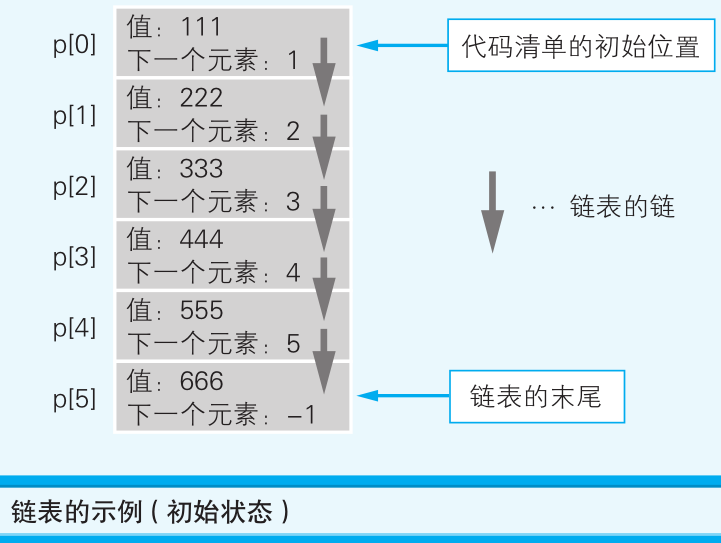 p[0]
值：111
下一个元素：1
代码清单的初始位置
p[1]
值：222
下一个元素：2
p[2]
值：333
下一个元素：3
… 链表的链
p[3]
值：444
下一个元素：4
p[4]
值：555
下一个元素：5
p[5]
值：666
下一个元素：–1
链表的末尾
链表的示例（初始状态）